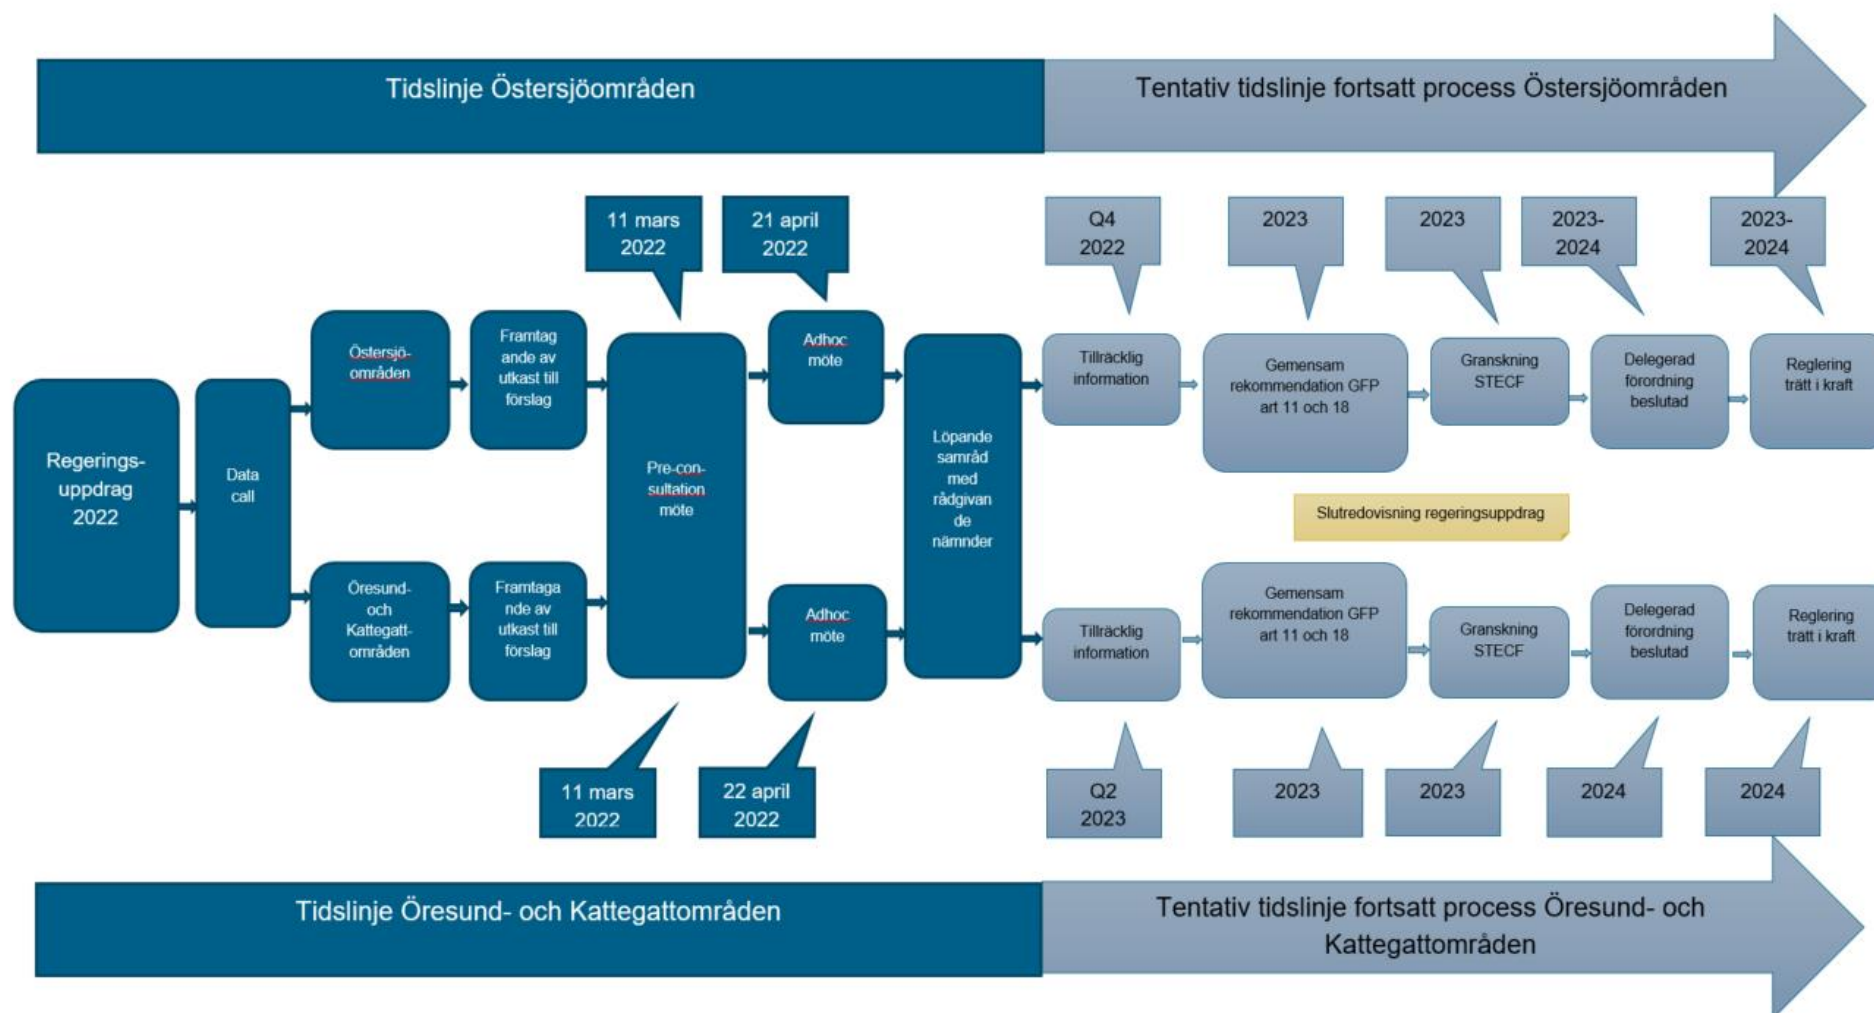 Tidslinje Östersjöområden
Tentativ tidslinje fortsatt process Östersjöområden
11 mars
2022
21 april
2022
Q4
2022
2023
2023
2023-
2024
2023-
2024
Regerings-
uppdrag
2022
Data
call
Östersjö-
områden
Framtag
ande av
utkast till
förslag
Pre-con-
sultation
möte
Adhoc
möte
Löpande
samråd
med
rådgivan
de
nämnder
Tillräcklig
information
Gemensam
rekommendation GFP
art 11 och 18
Granskning
STECF
Delegerad
förordning
beslutad
Reglering
trätt i kraft
Slutredovisning regeringsuppdrag
Öresund-
och
Kattegatt-
områden
Framtaga
nde av
utkast till
förslag
Adhoc
möte
Tillräcklig
information
Gemensam
rekommendation GFP
art 11 och 18
Granskning
STECF
Delegerad
förordning
beslutad
Reglering
trätt i kraft
11 mars
2022
22 april
2022
Q2
2023
2023
2023
2024
2024
Tidslinje Öresund- och Kattegattområden
Tentativ tidslinje fortsatt process Öresund- och
Kattegattområden